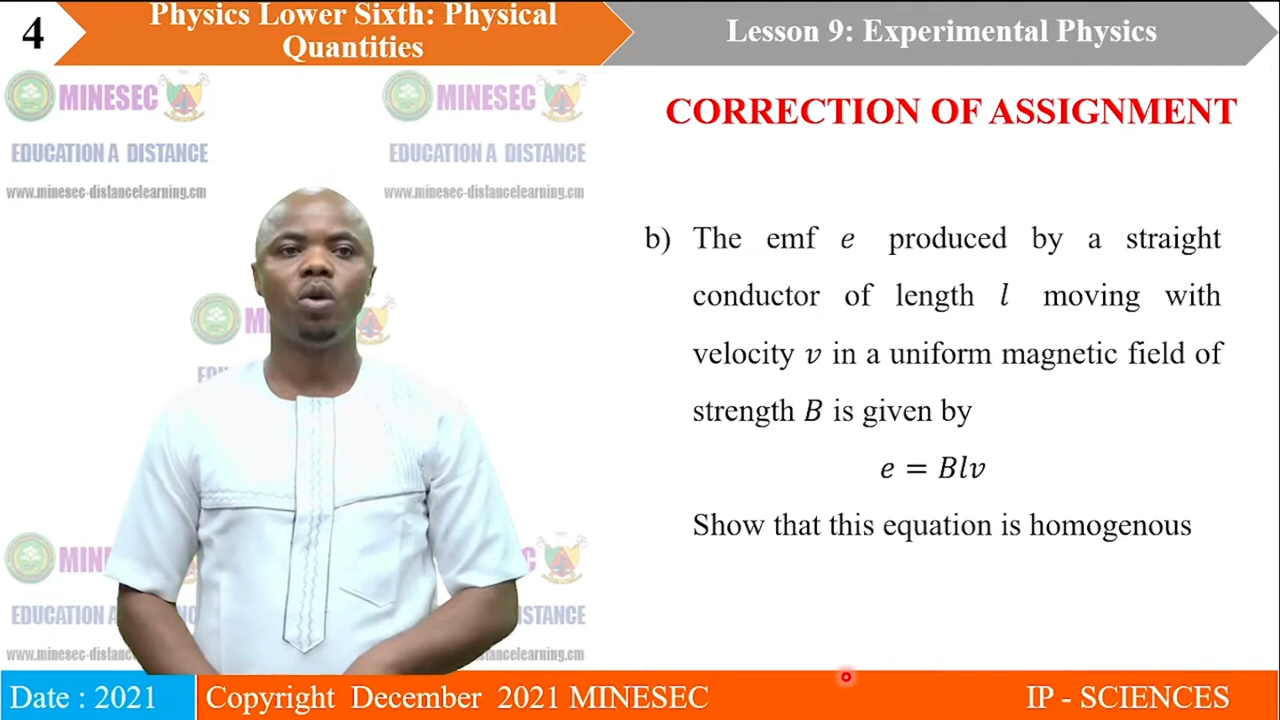 4
Physics Lower Sixth: Physical
Quantities
Lesson 9: Experimental Physics
MINESEC
EDUCATION A DISTANCE
www.minesec-distancelearning.cm
MINESEC
EDUCATION A DISTANCE
www.minesec-distancelearning.cm
CORRECTION OF ASSIGNMENT
b) The emf e produced by a straight
conductor of length l moving with
velocity v in a uniform magnetic field of
strength B is given by
e = Blv
Show that this equation is homogenous
EDUCATION A
Date : 2021
Copyright December 2021 MINESEC
IP - SCIENCES